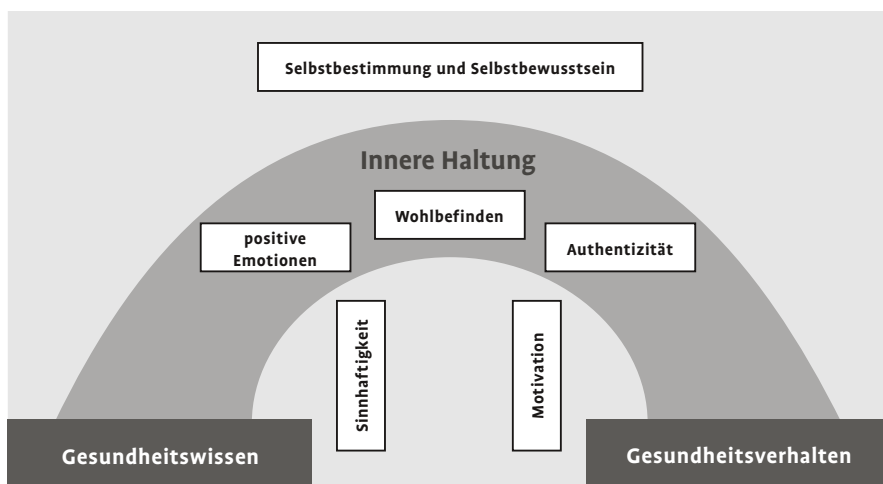 Selbstbestimmung und Selbstbewusstsein
Innere Haltung
Wohlbefinden
positive
Emotionen
Authentizität
Sinnhaftigkeit
Motivation
Gesundheitswissen
Gesundheitsverhalten